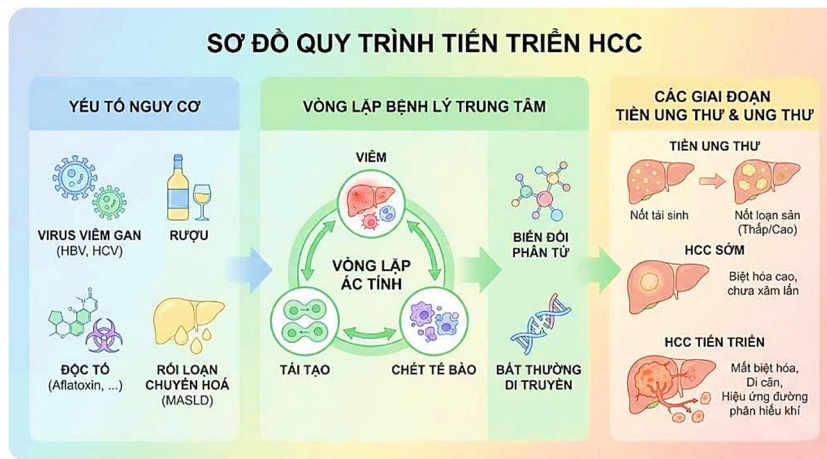 SƠ ĐỒ QUY TRÌNH TIẾN TRIỂN HCC
YẾU TỐ NGUY CƠ
VIRUS VIÊM GAN
(HBV, HCV)
RƯỢU
ĐỘC TỐ
(Aflatoxin, ...)
RỐI LOẠN
CHUYỂN HOÁ
(MASLD)
VÒNG LẶP BỆNH LÝ TRUNG TÂM
VIÊM
VÒNG LẶP
ÁC TÍNH
TÁI TẠO
CHẾT TẾ BÀO
BIẾN ĐỔI
PHÂN TỬ
BẤT THƯỜNG
DI TRUYỀN
CÁC GIAI ĐOẠN
TIỀN UNG THƯ & UNG THƯ
TIỀN UNG THƯ
Nốt tái sinh
Nốt loạn sản
(Thấp/Cao)
HCC SỚM
Biệt hóa cao,
chưa xâm lấn
HCC TIẾN TRIỂN
Mất biệt hóa,
Di căn,
Hiệu ứng đường
phân hiếu khí